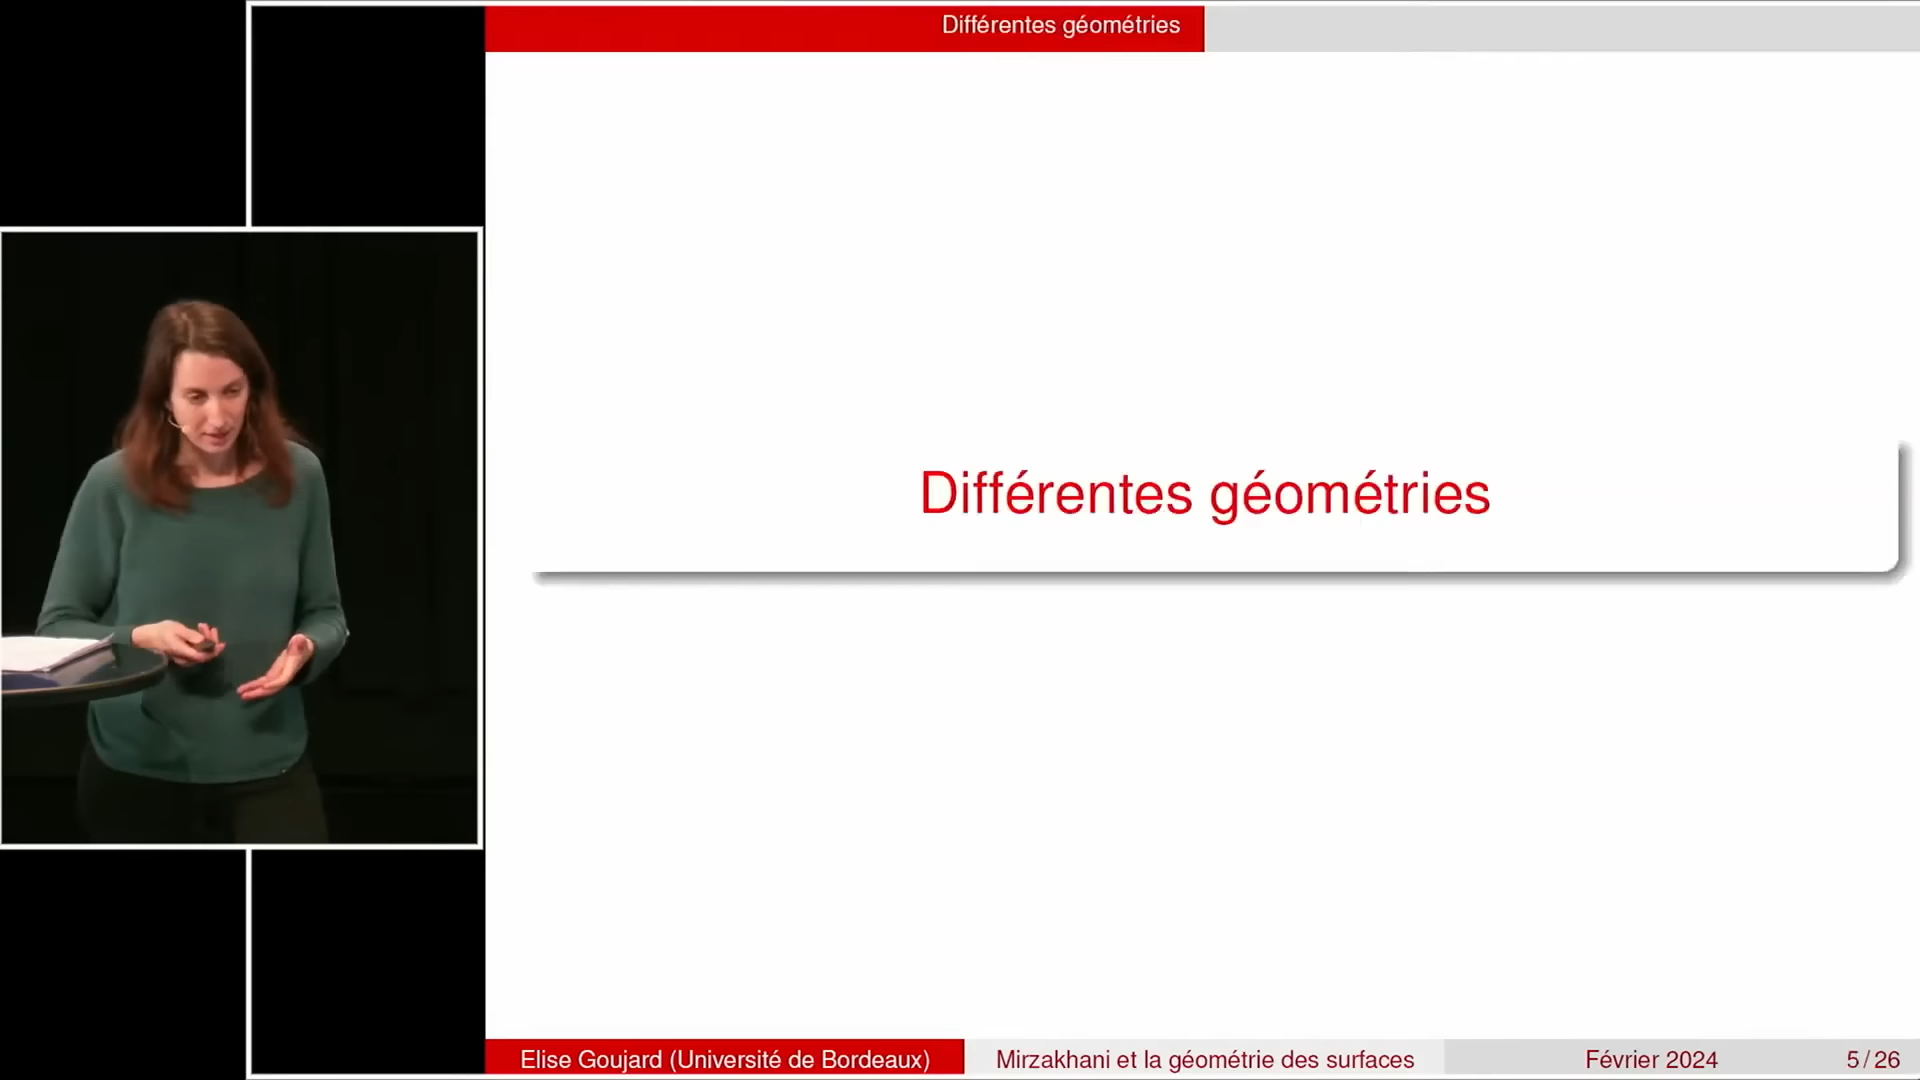 Différentes géométries
Différentes géométries
Elise Goujard (Université de Bordeaux)
Mirzakhani et la géométrie des surfaces
Février 2024
5 / 26